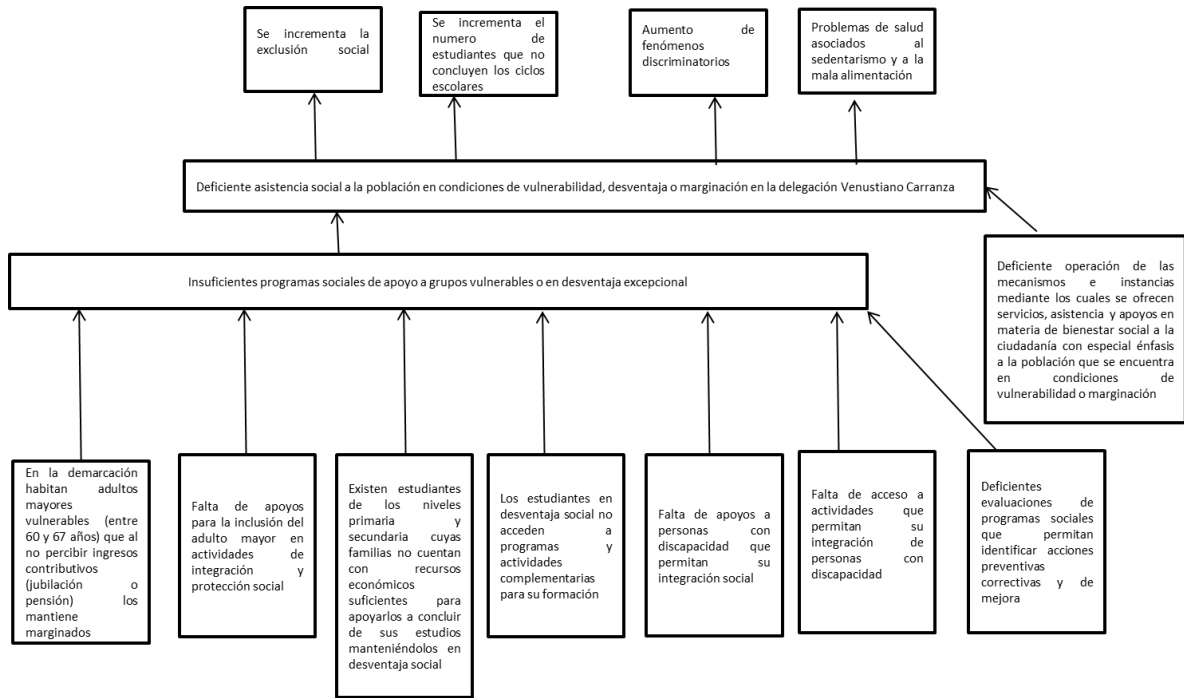 Se incrementa la
exclusión social
Se incrementa el
numero de
estudiantes que no
concluyen los ciclos
escolares
Aumento de
fenómenos
discriminatorios
Problemas de salud
asociados al
sedentarismo y a la
mala alimentación
Deficiente asistencia social a la población en condiciones de vulnerabilidad, desventaja o marginación en la delegación Venustiano Carranza
Insuficientes programas sociales de apoyo a grupos vulnerables o en desventaja excepcional
Deficiente operación de las
mecanismos e instancias
mediante los cuales se ofrecen
servicios, asistencia y apoyos en
materia de bienestar social a la
ciudadanía con especial énfasis
a la población que se encuentra
en condiciones de
vulnerabilidad o marginación
En la demarcación
habitan adultos
mayores
vulnerables (entre
60 y 67 años) que al
no percibir ingresos
contributivos
(jubilación o
pensión) los
mantiene
marginados
Falta de apoyos
para la inclusión del
adulto mayor en
actividades de
integración y
protección social
Existen estudiantes
de los niveles
primaria y
secundaria cuyas
familias no cuentan
con recursos
económicos
suficientes para
apoyarlos a concluir
de sus estudios
manteniéndolos en
desventaja social
Los estudiantes en
desventaja social no
acceden a
programas y
actividades
complementarias
para su formación
Falta de apoyos a
personas con
discapacidad que
permitan su
integración social
Falta de acceso a
actividades que
permitan su
integración de
personas con
discapacidad
Deficientes
evaluaciones de
programas sociales
que permitan
identificar acciones
preventivas
correctivas y de
mejora